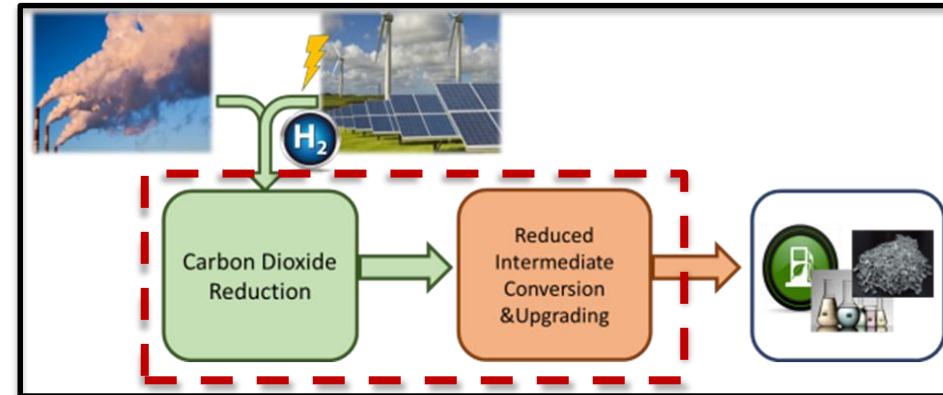 H2
Carbon Dioxide
Reduction
Reduced
Intermediate
Conversion
&Upgrading